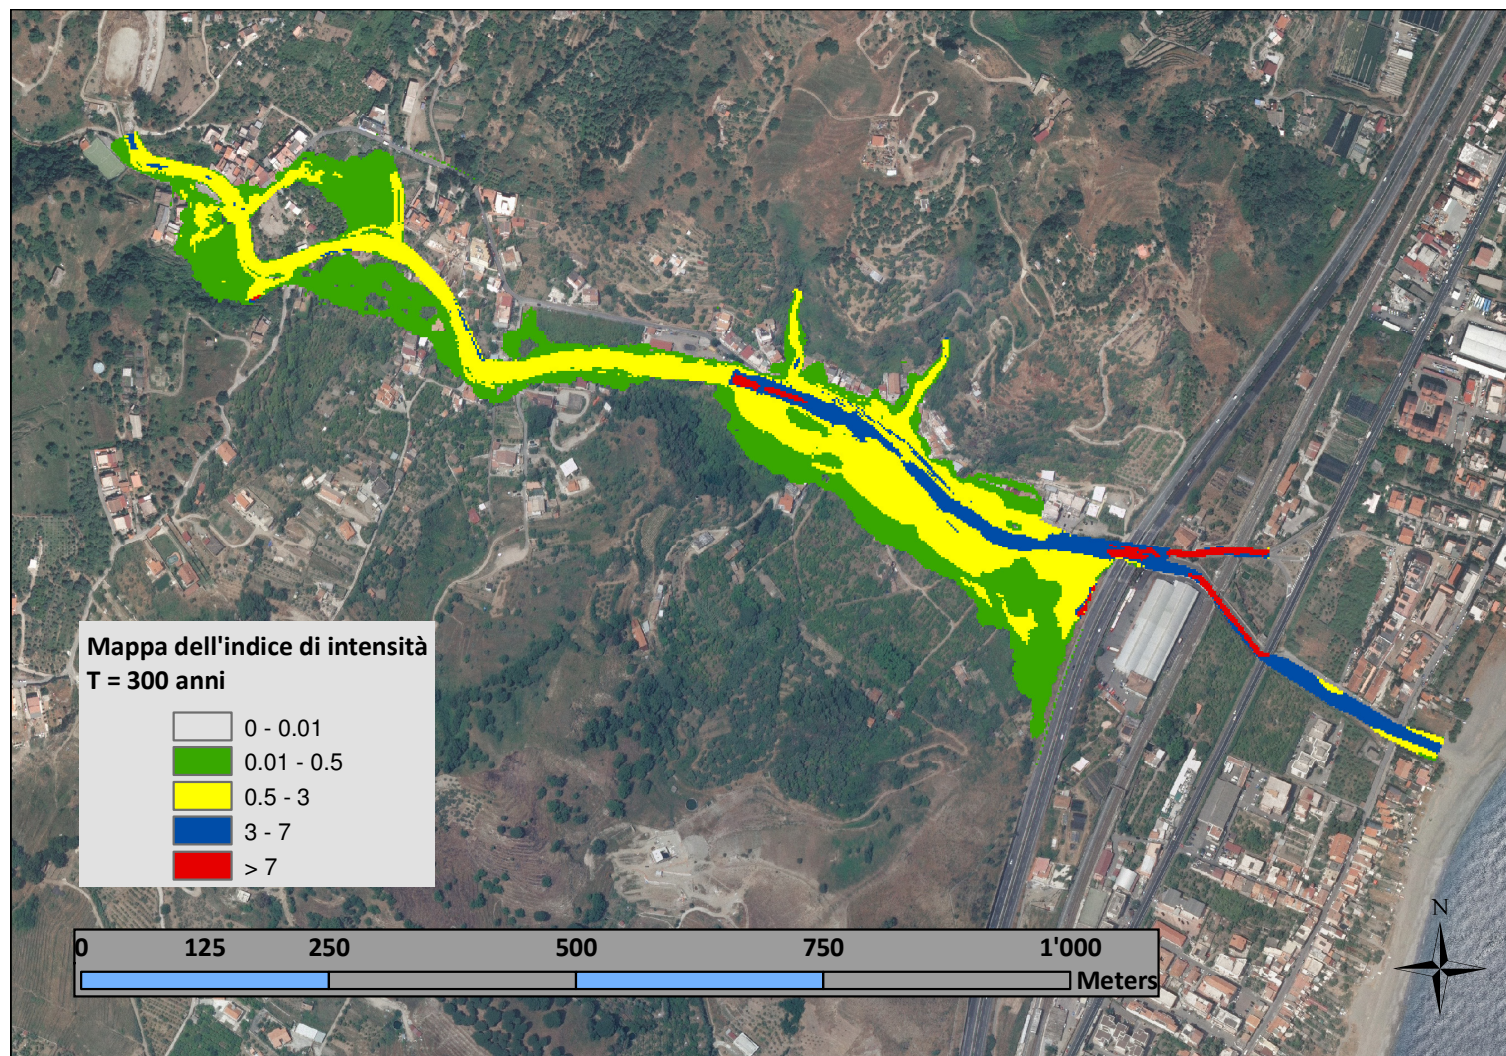 Mappa dell'indice di intensità
T = 300 anni
0 - 0.01
0.01 - 0.5
0.5 - 3
3 - 7
> 7
0 125 250 500 750 1'000
Meters
N